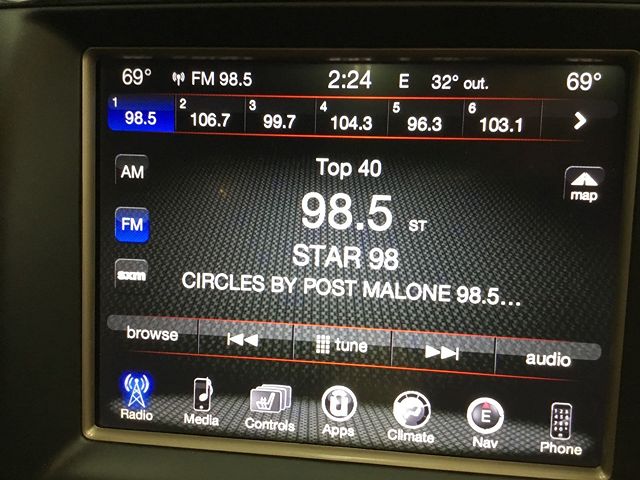 69° FM 98.5 2:24 E 32° out. 69°
1 98.5 2 106.7 3 99.7 4 104.3 5 96.3 6 103.1
AM
Top 40
map
98.5 ST
FM
STAR 98
sxm
CIRCLES BY POST MALONE 98.5...
browse tune audio
Radio Media Controls Apps Climate E Nav Phone